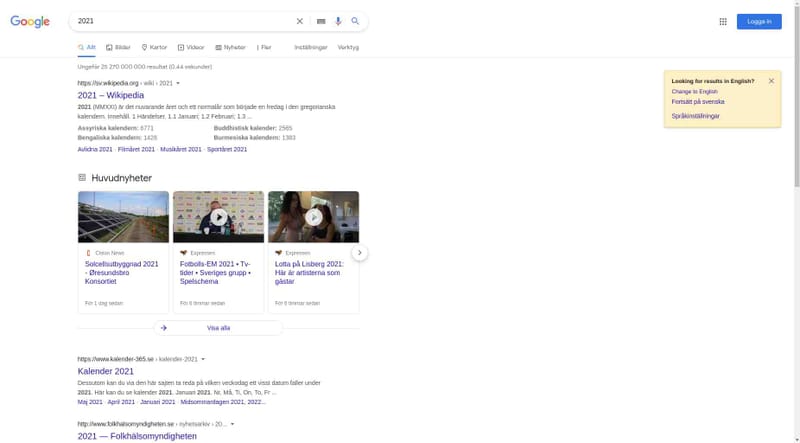 Google
2021
Logga in
Allt
Bilder
Kartor
Videor
Nyheter
Fler
Inställningar
Verktyg
Ungefär 25 270 000 000 resultat (0,44 sekunder)
https://sv.wikipedia.org › wiki › 2021
2021 – Wikipedia
2021 (MMXXI) är det nuvarande året och ett normalår som började en fredag i den gregorianska
kalendern. Innehåll. 1 Händelser. 1.1 Januari; 1.2 Februari; 1.3 ...
Assyriska kalendern: 6771
Buddhistisk kalender: 2565
Bengaliska kalendern: 1428
Burmesiska kalendern: 1383
Avlidna 2021 · Filmåret 2021 · Musikåret 2021 · Sportåret 2021
Looking for results in English?
Change to English
Fortsätt på svenska
Språkinställningar
Huvudnyheter
Cision News
Solcellsutbyggnad 2021
- Øresundsbro
Konsortiet
För 1 dag sedan
Expressen
Fotbolls-EM 2021 • Tv-
tider • Sveriges grupp •
Spelschema
För 6 timmar sedan
Expressen
Lotta på Liseberg 2021:
Här är artisterna som
gästar
För 6 timmar sedan
Visa alla
https://www.kalender-365.se › kalender-2021
Kalender 2021
Dessutom kan du via den här sajten ta reda på vilken veckodag ett visst datum faller under
2021. Här kan du se kalender 2021. Januari 2021. Nr, Må, Ti, On, To, Fr ...
Maj 2021 · April 2021 · Januari 2021 · Midsommardagen 2021, 2022...
http://www.folkhalsomyndigheten.se › nyhetsarkiv › 20...
2021 — Folkhälsomyndigheten